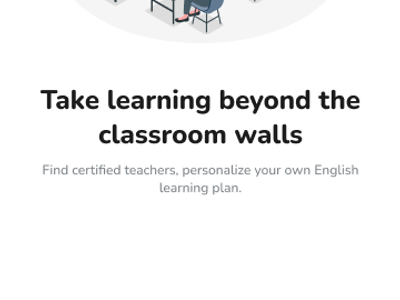 Take learning beyond the
classroom walls
Find certified teachers, personalize your own English
learning plan.